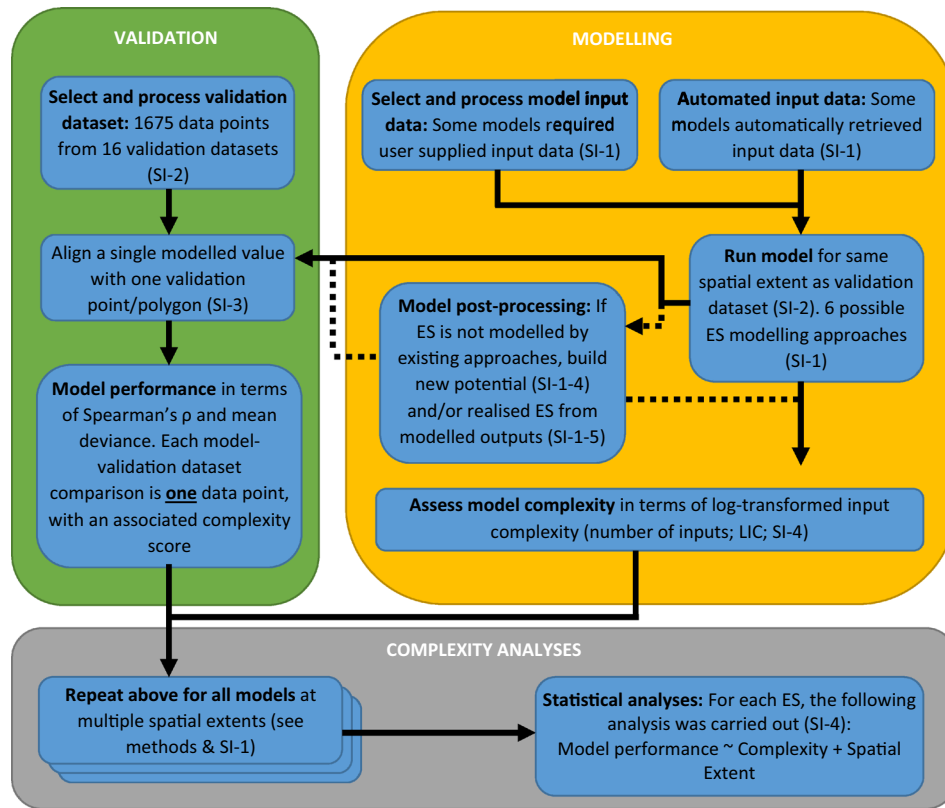 VALIDATION
Select and process validation
dataset: 1675 data points
from 16 validation datasets
(SI-2)
Align a single modelled value
with one validation
point/polygon (SI-3)
Model performance in terms
of Spearman's ρ and mean
deviance. Each model-
validation dataset
comparison is one data point,
with an associated complexity
score
MODELLING
Select and process model input
data: Some models required
user supplied input data (SI-1)
Automated input data: Some
models automatically retrieved
input data (SI-1)
Run model for same
spatial extent as validation
dataset (SI-2). 6 possible
ES modelling approaches
(SI-1)
Model post-processing: If
ES is not modelled by
existing approaches, build
new potential (SI-1-4)
and/or realised ES from
modelled outputs (SI-1-5)
Assess model complexity in terms of log-transformed input
complexity (number of inputs; LIC; SI-4)
COMPLEXITY ANALYSES
Repeat above for all models at
multiple spatial extents (see
methods & SI-1)
Statistical analyses: For each ES, the following
analysis was carried out (SI-4):
Model performance ~ Complexity + Spatial
Extent